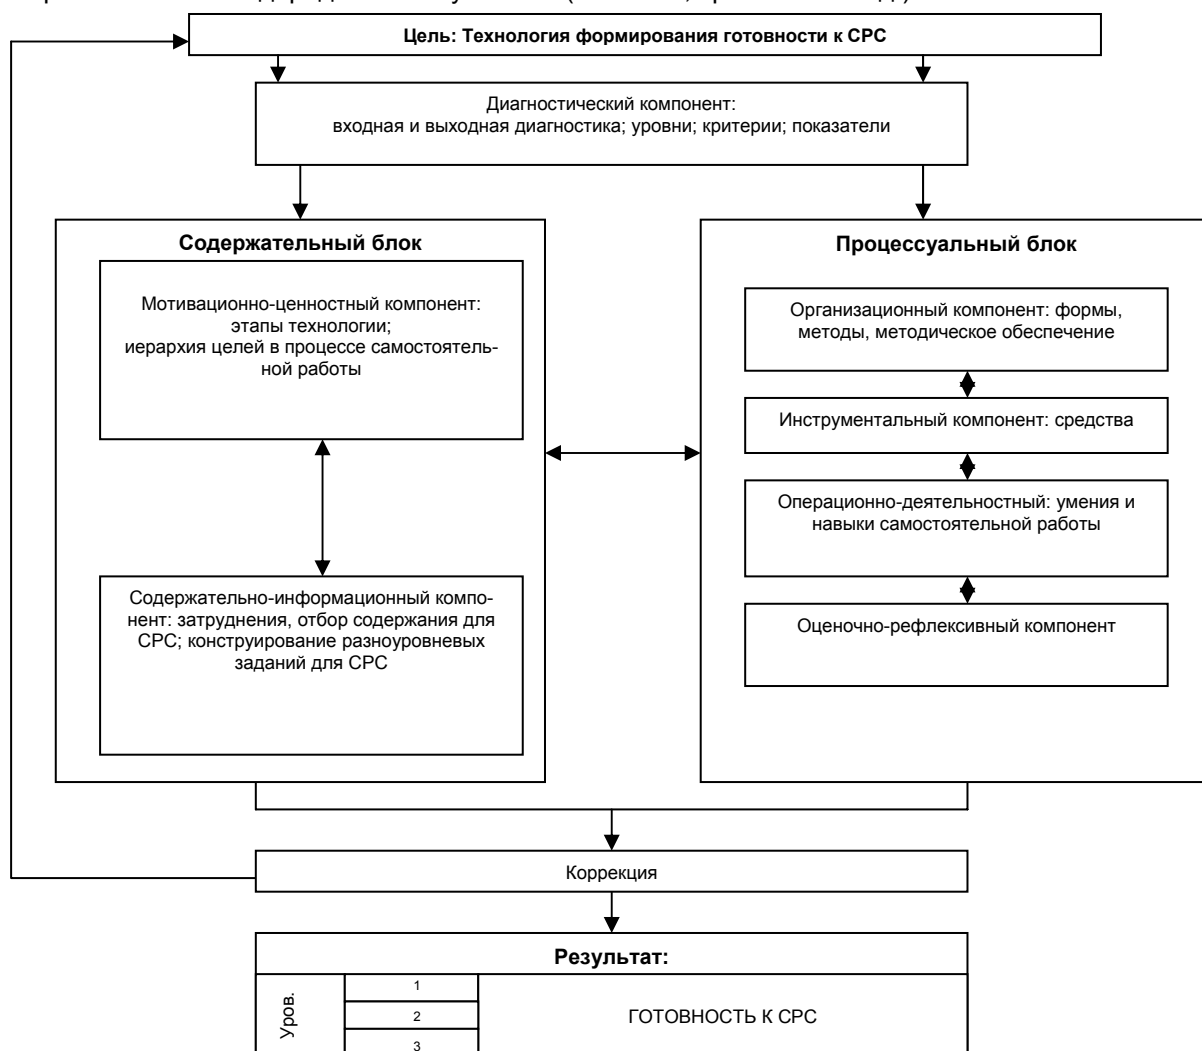 Цель: Технология формирования готовности к СРС
Диагностический компонент:
входная и выходная диагностика; уровни; критерии; показатели
Содержательный блок
Мотивационно-ценностный компонент:
этапы технологии;
иерархия целей в процессе самостоятель-
ной работы
Содержательно-информационный компо-
нент: затруднения, отбор содержания для
СРС; конструирование разноуровневых
заданий для СРС
Процессуальный блок
Организационный компонент: формы,
методы, методическое обеспечение
Инструментальный компонент: средства
Операционно-деятельностный: умения и
навыки самостоятельной работы
Оценочно-рефлексивный компонент
Коррекция
Результат:
Уров.
1
2
3
ГОТОВНОСТЬ К СРС